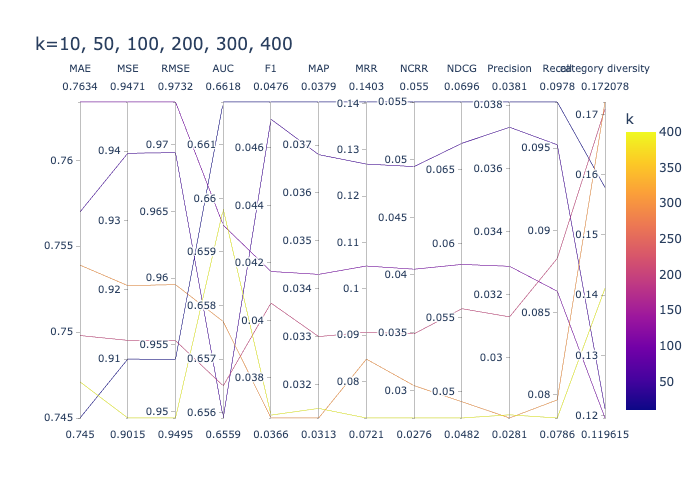 k=10, 50, 100, 200, 300, 400
MAE MSE RMSE AUC F1 MAP MRR NCRR NDCG Precision Recall category diversity
0.7634 0.9471 0.9732 0.6618 0.0476 0.0379 0.1403 0.055 0.0696 0.0381 0.0978 0.172078
0.76 0.755 0.75 0.745
0.94 0.93 0.92 0.91
0.97 0.965 0.96 0.955 0.95
0.661 0.66 0.659 0.658 0.657 0.656
0.046 0.044 0.042 0.04 0.038
0.037 0.036 0.035 0.034 0.033 0.032
0.14 0.13 0.12 0.11 0.1 0.09 0.08
0.055 0.05 0.045 0.04 0.035 0.03
0.065 0.06 0.055 0.05
0.038 0.036 0.034 0.032 0.03
0.095 0.09 0.085 0.08
0.17 0.16 0.15 0.14 0.13 0.12
0.745 0.9015 0.9495 0.6559 0.0366 0.0313 0.0721 0.0276 0.0482 0.0281 0.0786 0.119615
k
400
350
300
250
200
150
100
50